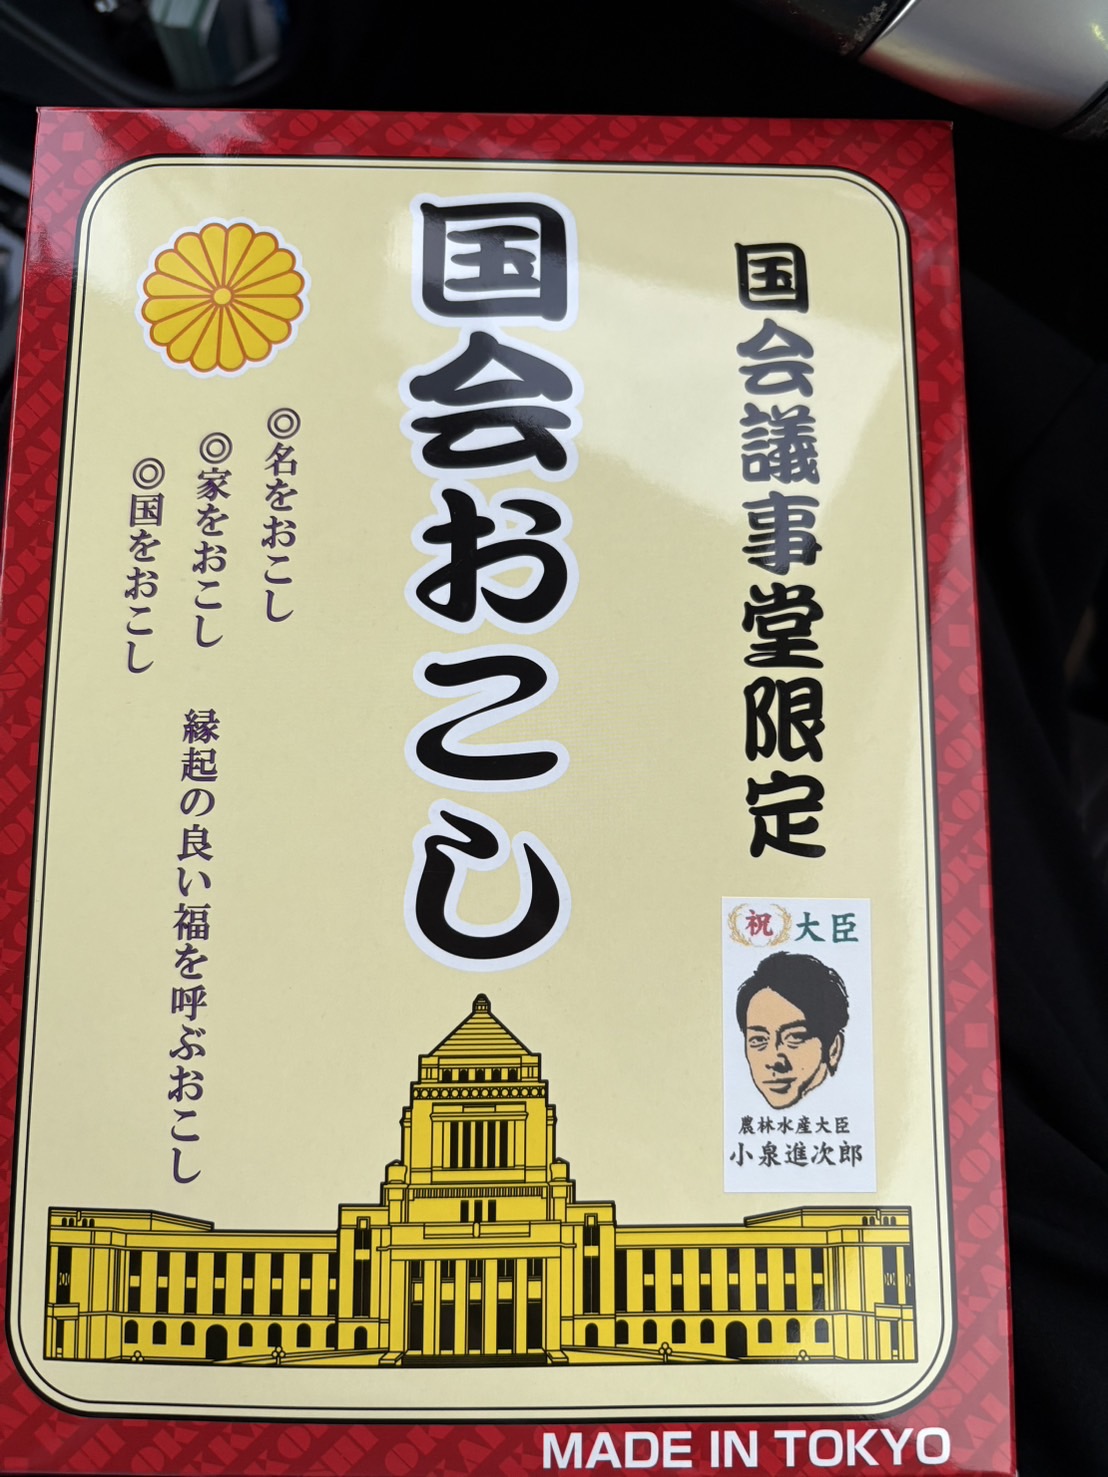 国会議事堂限定
国会おこし
◎名をおこし
◎家をおこし
◎国をおこし
縁起の良い福を呼ぶおこし
祝 大臣
農林水産大臣
小泉進次郎
MADE IN TOKYO